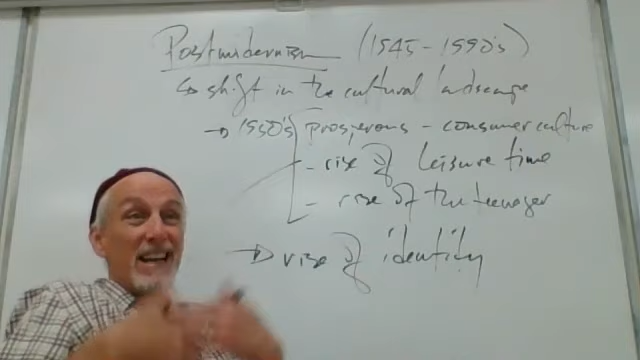 Postmodernism (1945-1990's)
↳ shift in the cultural landscape
→ 1950's prosperous - consumer culture
- rise of leisure time
- rise of the teenager
→ rise of identity